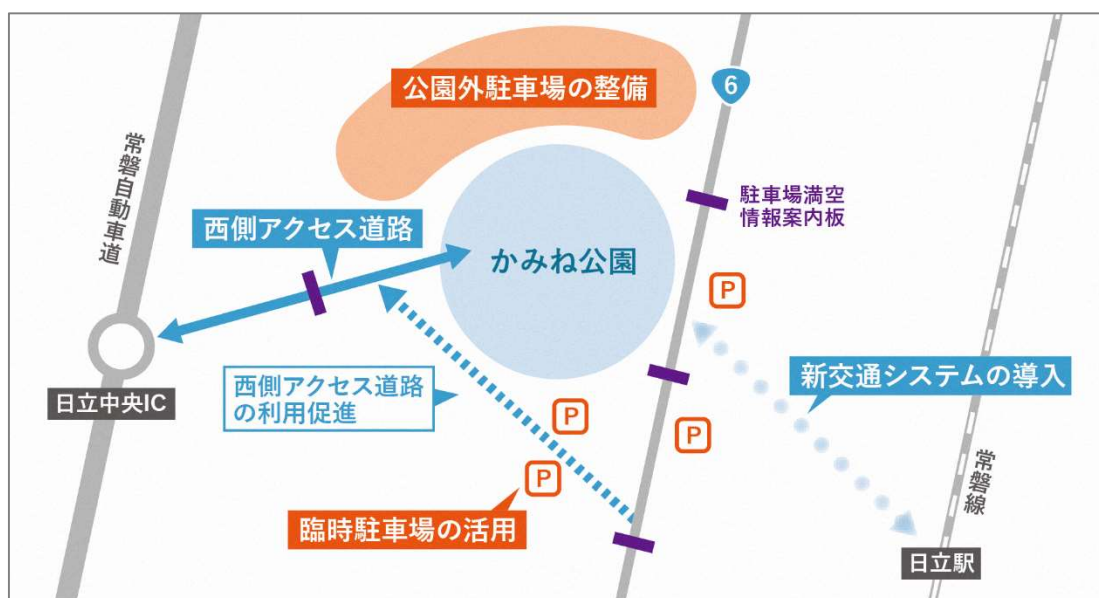 公園外駐車場の整備
6
常磐自動車道
駐車場満空
情報案内板
西側アクセス道路
かみね公園
P
西側アクセス道路
の利用促進
新交通システムの導入
日立中央IC
P
P
P
臨時駐車場の活用
常磐線
日立駅